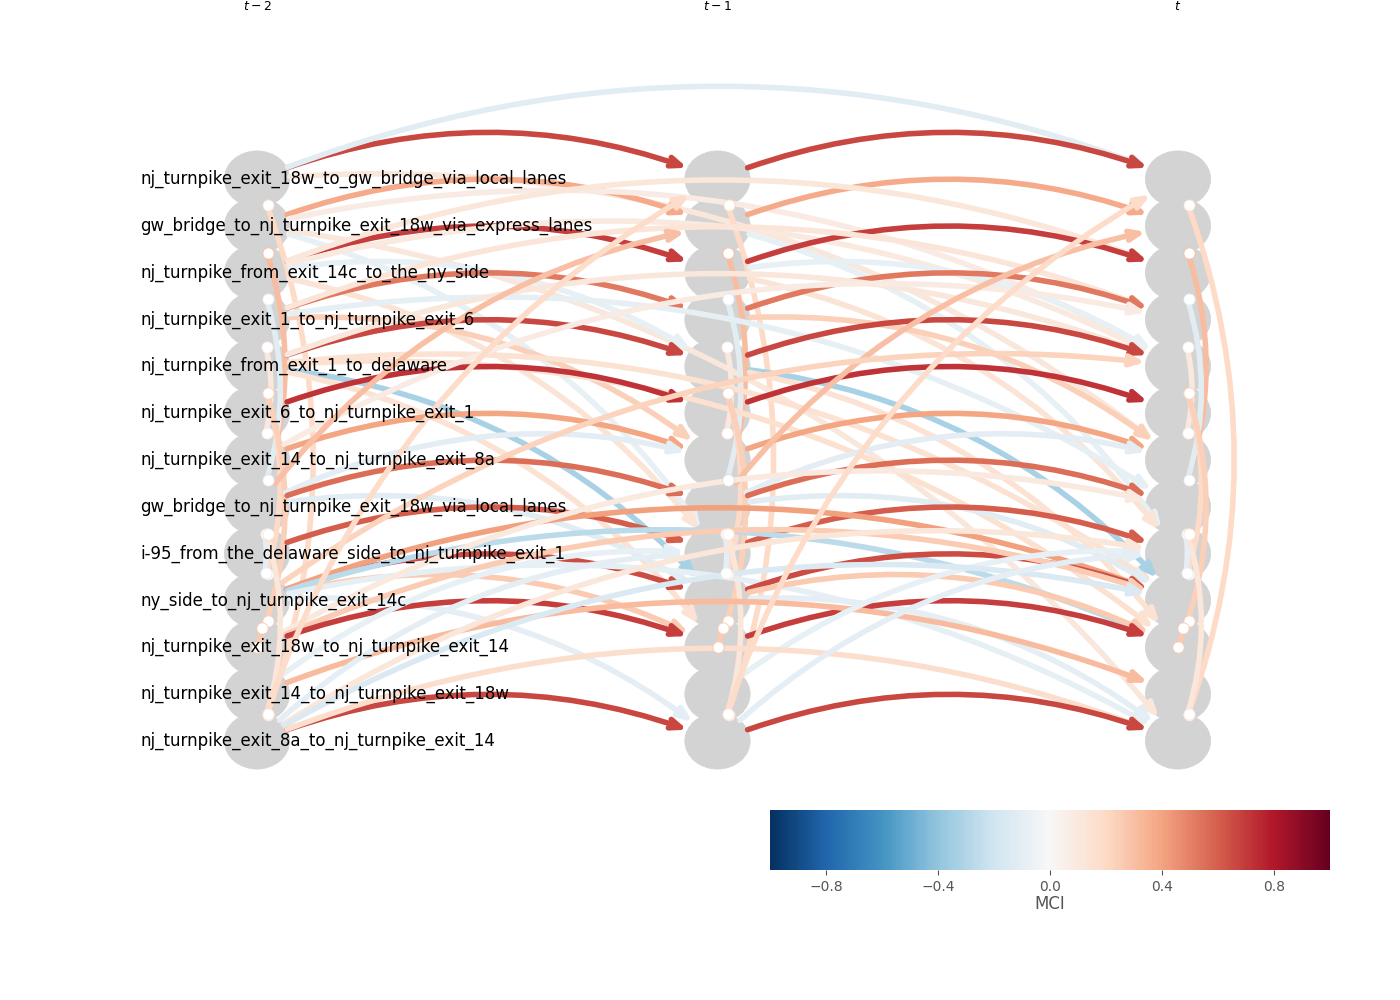 t − 2 t − 1 t
nj_turnpike_exit_18w_to_gw_bridge_via_local_lanes
gw_bridge_to_nj_turnpike_exit_18w_via_express_lanes
nj_turnpike_from_exit_14c_to_the_ny_side
nj_turnpike_exit_1_to_nj_turnpike_exit_6
nj_turnpike_from_exit_1_to_delaware
nj_turnpike_exit_6_to_nj_turnpike_exit_1
nj_turnpike_exit_14_to_nj_turnpike_exit_8a
gw_bridge_to_nj_turnpike_exit_18w_via_local_lanes
i-95_from_the_delaware_side_to_nj_turnpike_exit_1
ny_side_to_nj_turnpike_exit_14c
nj_turnpike_exit_18w_to_nj_turnpike_exit_14
nj_turnpike_exit_14_to_nj_turnpike_exit_18w
nj_turnpike_exit_8a_to_nj_turnpike_exit_14
−0.8 −0.4 0.0 0.4 0.8
MCI